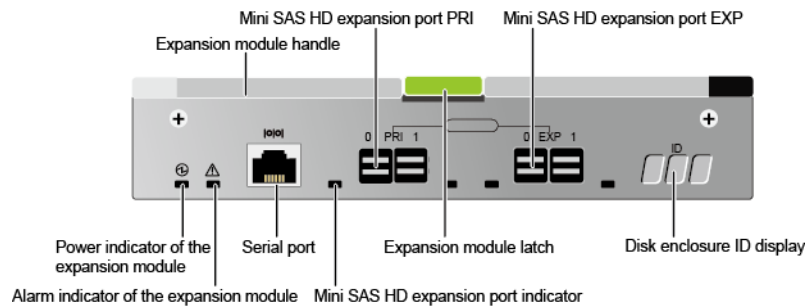 Mini SAS HD expansion port PRI
Mini SAS HD expansion port EXP
Expansion module handle
|o|o|
0 PRI 1
0 EXP 1
ID
Power indicator of the expansion module
Serial port
Expansion module latch
Disk enclosure ID display
Alarm indicator of the expansion module
Mini SAS HD expansion port indicator